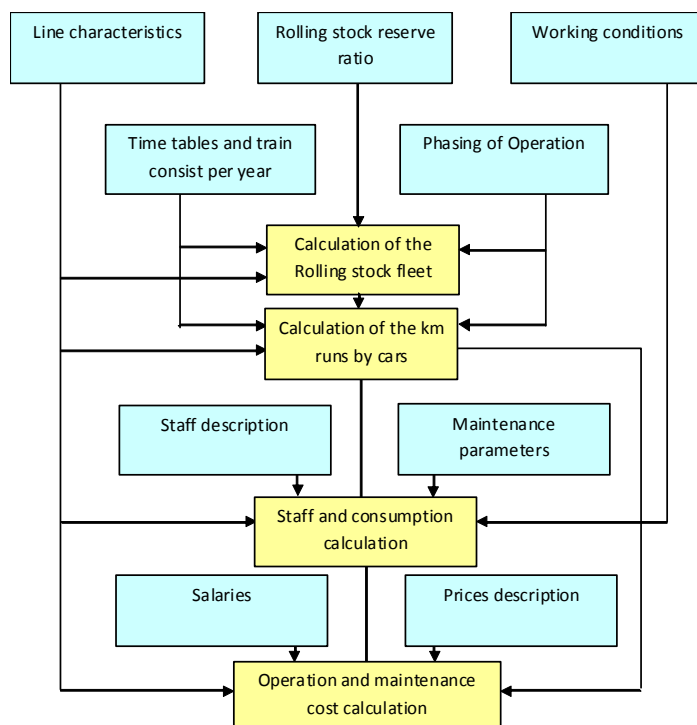 Line characteristics
Rolling stock reserve
ratio
Working conditions
Time tables and train
consist per year
Phasing of Operation
Calculation of the
Rolling stock fleet
Calculation of the km
runs by cars
Staff description
Maintenance
parameters
Staff and consumption
calculation
Salaries
Prices description
Operation and maintenance
cost calculation